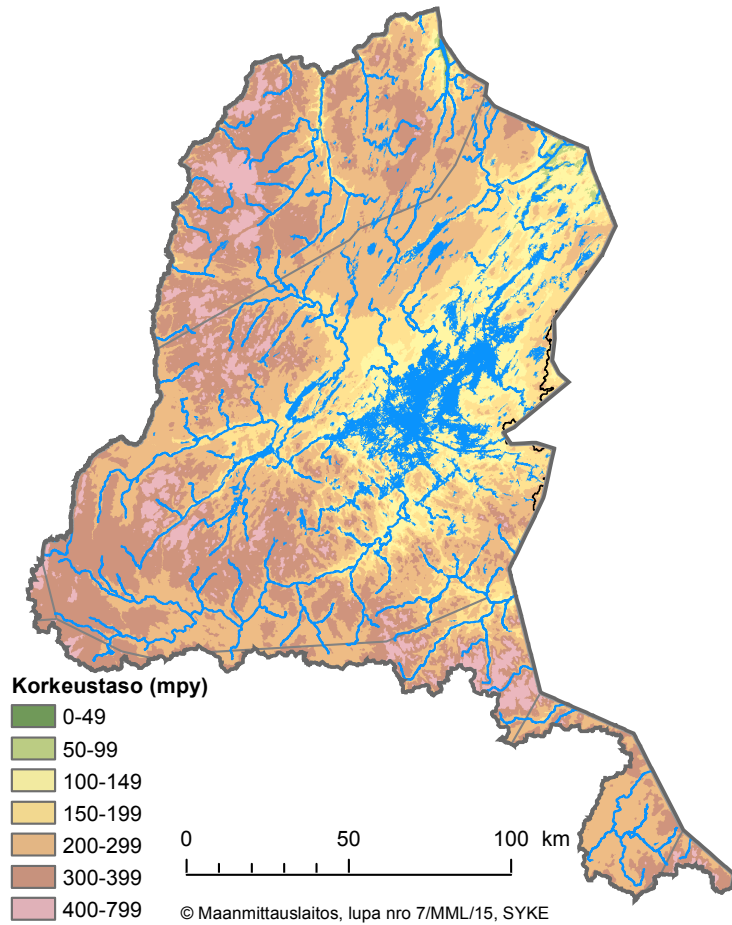 Korkeustaso (mpy)
0-49
50-99
100-149
150-199
200-299
300-399
400-799
0 50 100 km
© Maanmittauslaitos, lupa nro 7/MML/15, SYKE